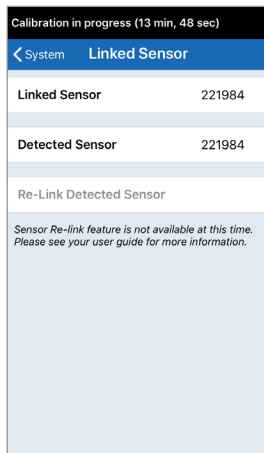 Calibration in progress (13 min, 48 sec)
System Linked Sensor
Linked Sensor 221984
Detected Sensor 221984
Re-Link Detected Sensor
Sensor Re-link feature is not available at this time.
Please see your user guide for more information.